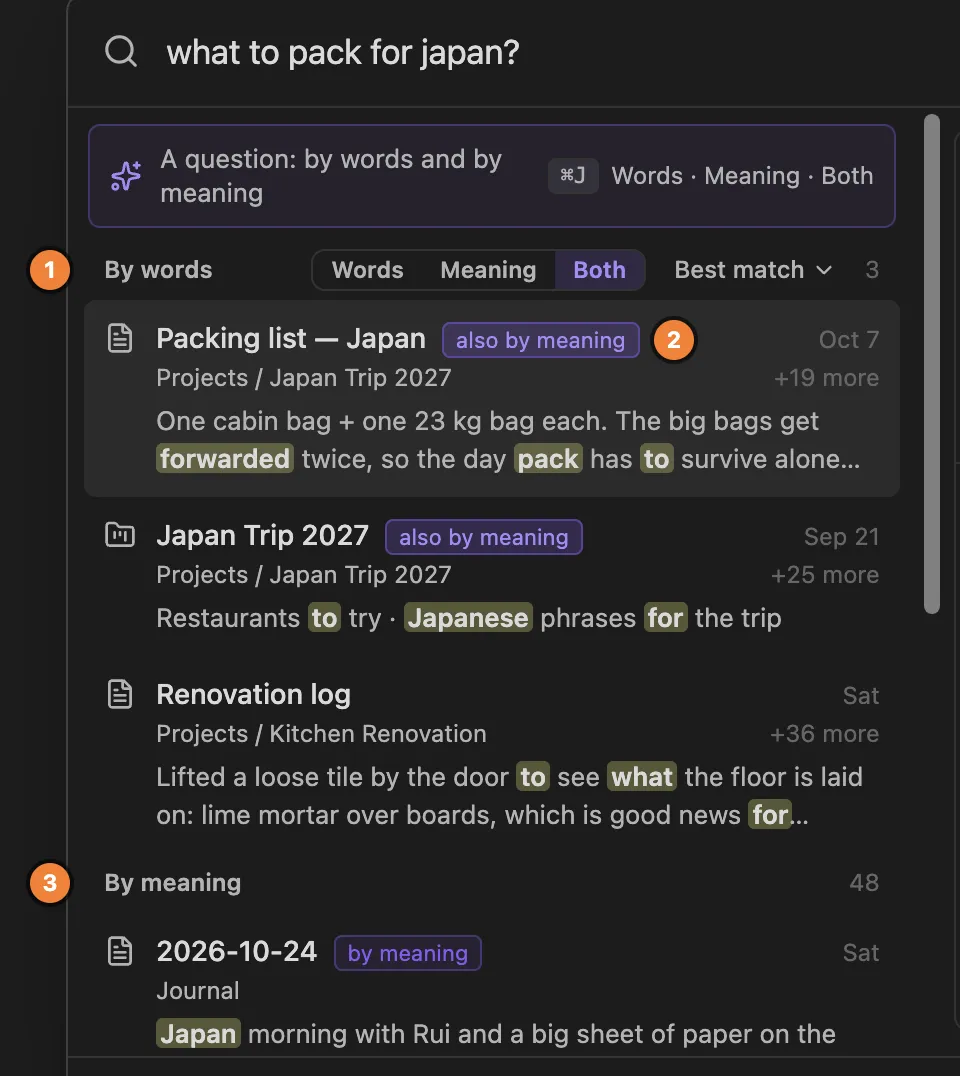 what to pack for japan?
A question: by words and by
meaning
⌘J Words · Meaning · Both
1 By words Words Meaning Both Best match 3
Packing list — Japan also by meaning 2 Oct 7
Projects / Japan Trip 2027 +19 more
One cabin bag + one 23 kg bag each. The big bags get
forwarded twice, so the day pack has to survive alone...
Japan Trip 2027 also by meaning Sep 21
Projects / Japan Trip 2027 +25 more
Restaurants to try · Japanese phrases for the trip
Renovation log Sat
Projects / Kitchen Renovation +36 more
Lifted a loose tile by the door to see what the floor is laid
on: lime mortar over boards, which is good news for...
3 By meaning 48
2026-10-24 by meaning Sat
Journal
Japan morning with Rui and a big sheet of paper on the